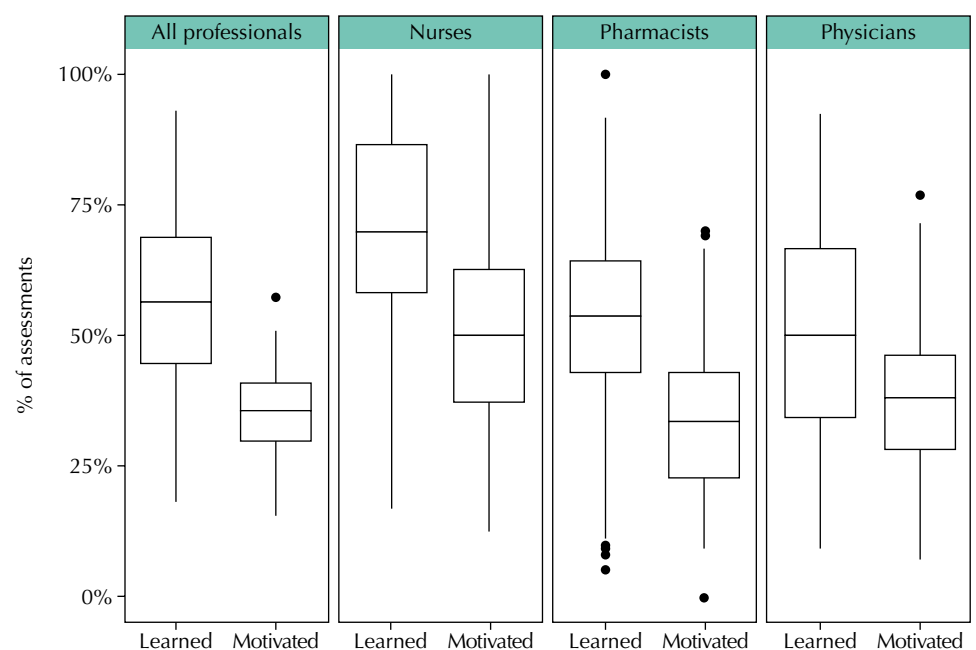 All professionals Nurses Pharmacists Physicians
100%
75%
50%
25%
0%
% of assessments
Learned Motivated Learned Motivated Learned Motivated Learned Motivated